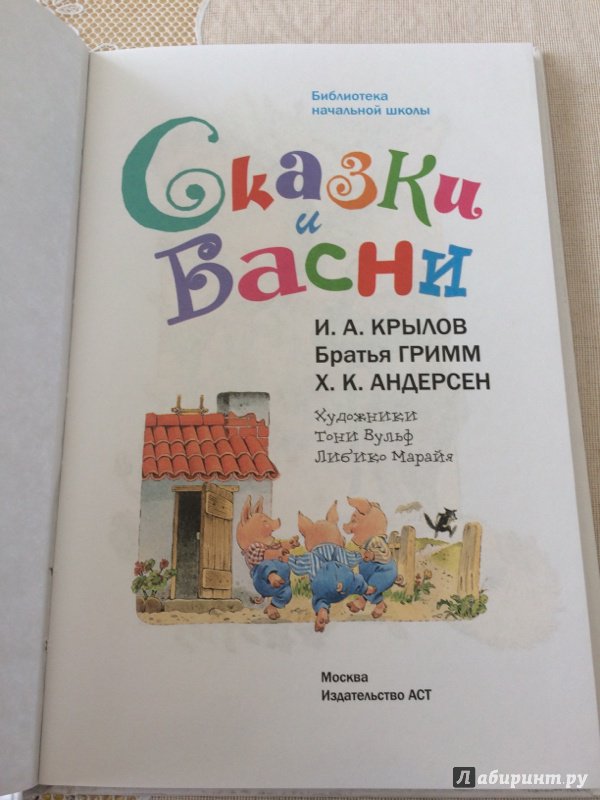 Библиотека
начальной школы
Сказки
и
Басни
И. А. КРЫЛОВ
Братья ГРИММ
Х. К. АНДЕРСЕН
Художники
Тони Вульф
Либико Марайя
Москва
Издательство АСТ
Лабиринт.ру